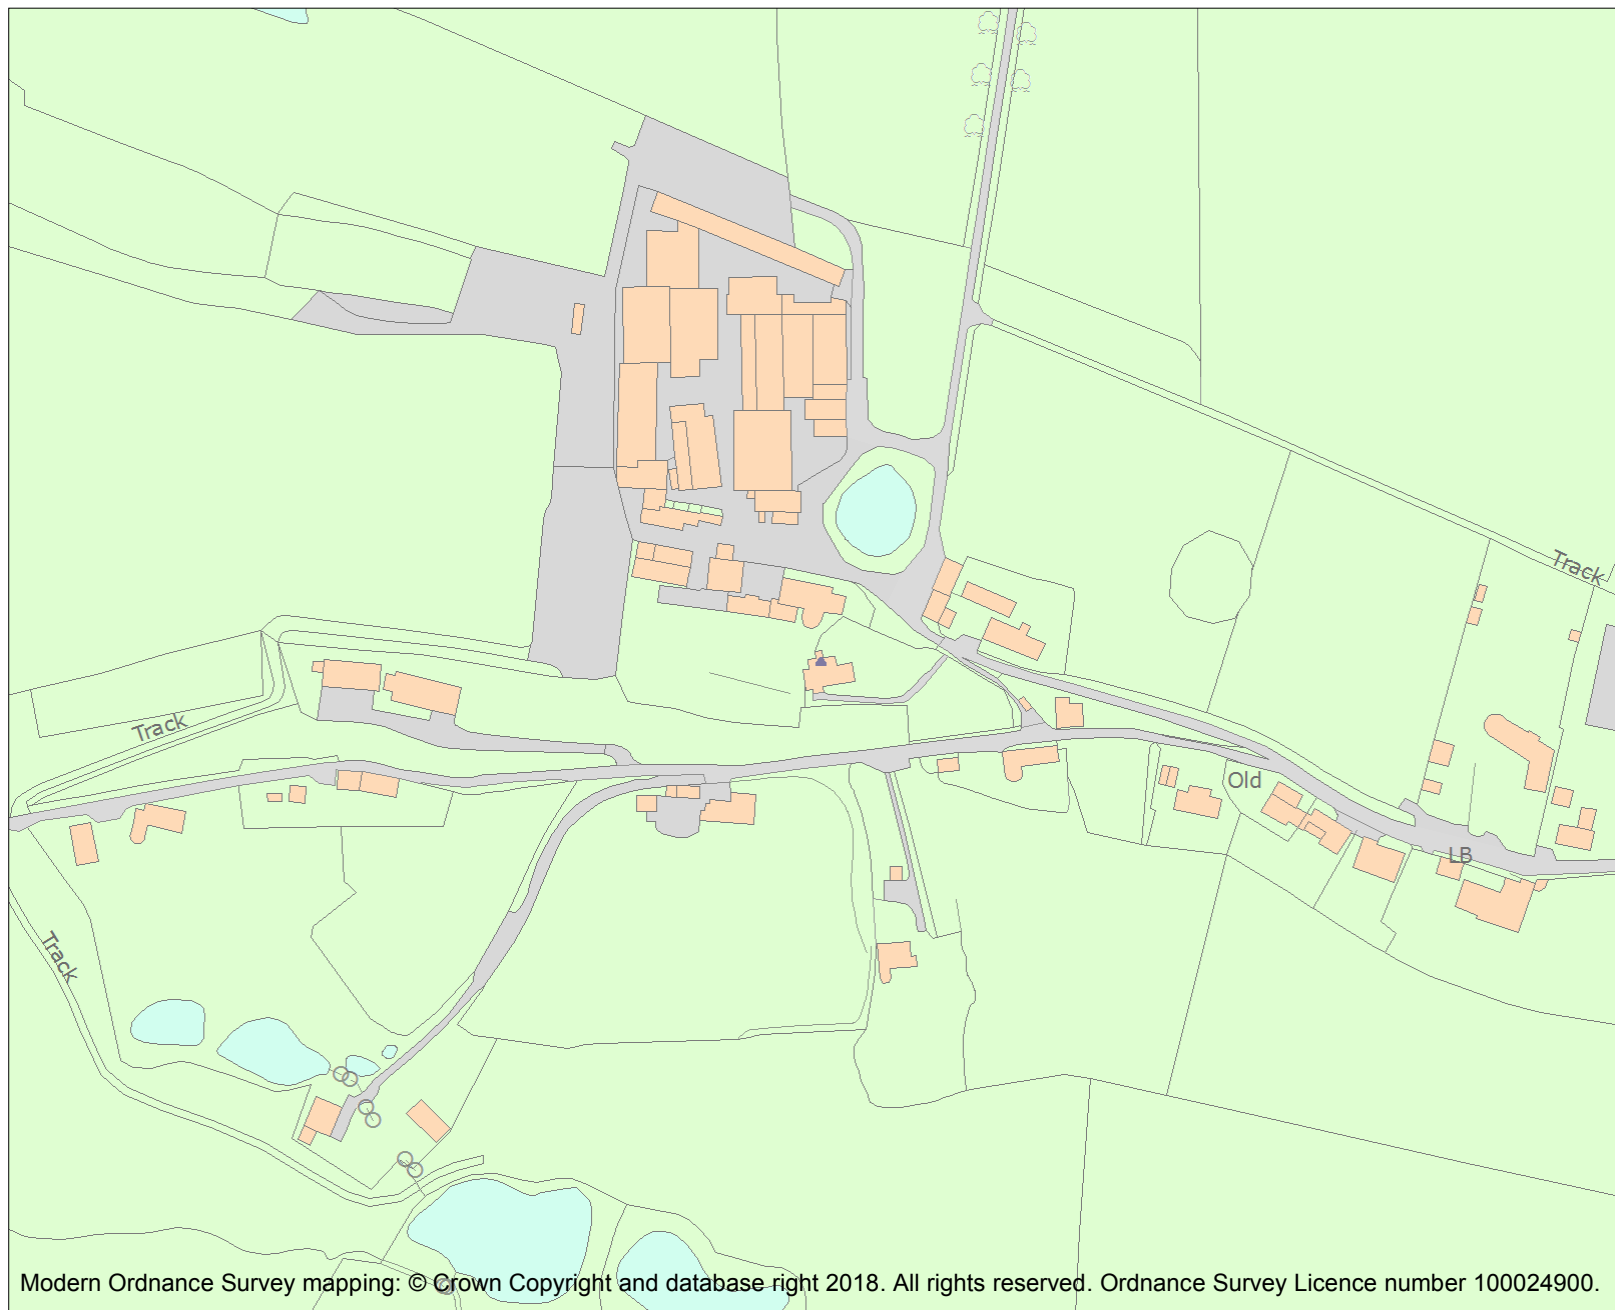 Track
Track
Old
LB
Track
Modern Ordnance Survey mapping: © Crown Copyright and database right 2018. All rights reserved. Ordnance Survey Licence number 100024900.